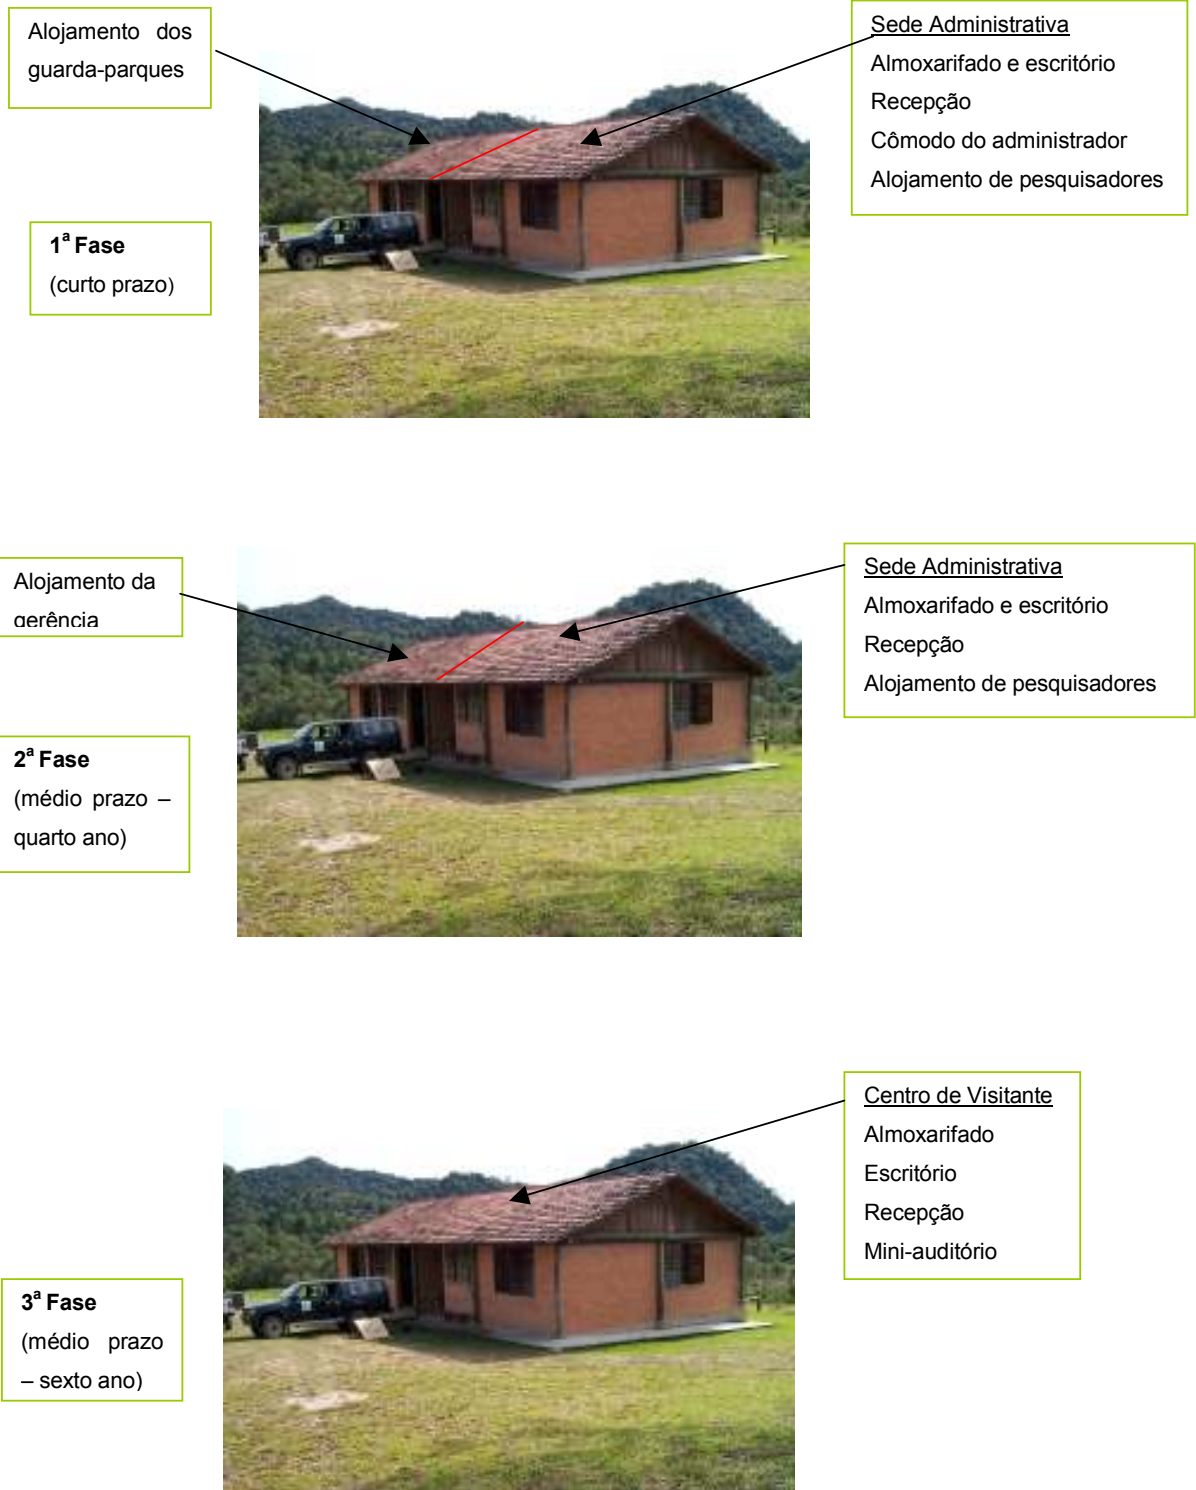 Alojamento dos
guarda-parques
Sede Administrativa
Almoxarifado e escritório
Recepção
Cômodo do administrador
Alojamento de pesquisadores
1ª Fase
(curto prazo)
Alojamento da
gerência
Sede Administrativa
Almoxarifado e escritório
Recepção
Alojamento de pesquisadores
2ª Fase
(médio prazo –
quarto ano)
Centro de Visitante
Almoxarifado
Escritório
Recepção
Mini-auditório
3ª Fase
(médio prazo
– sexto ano)